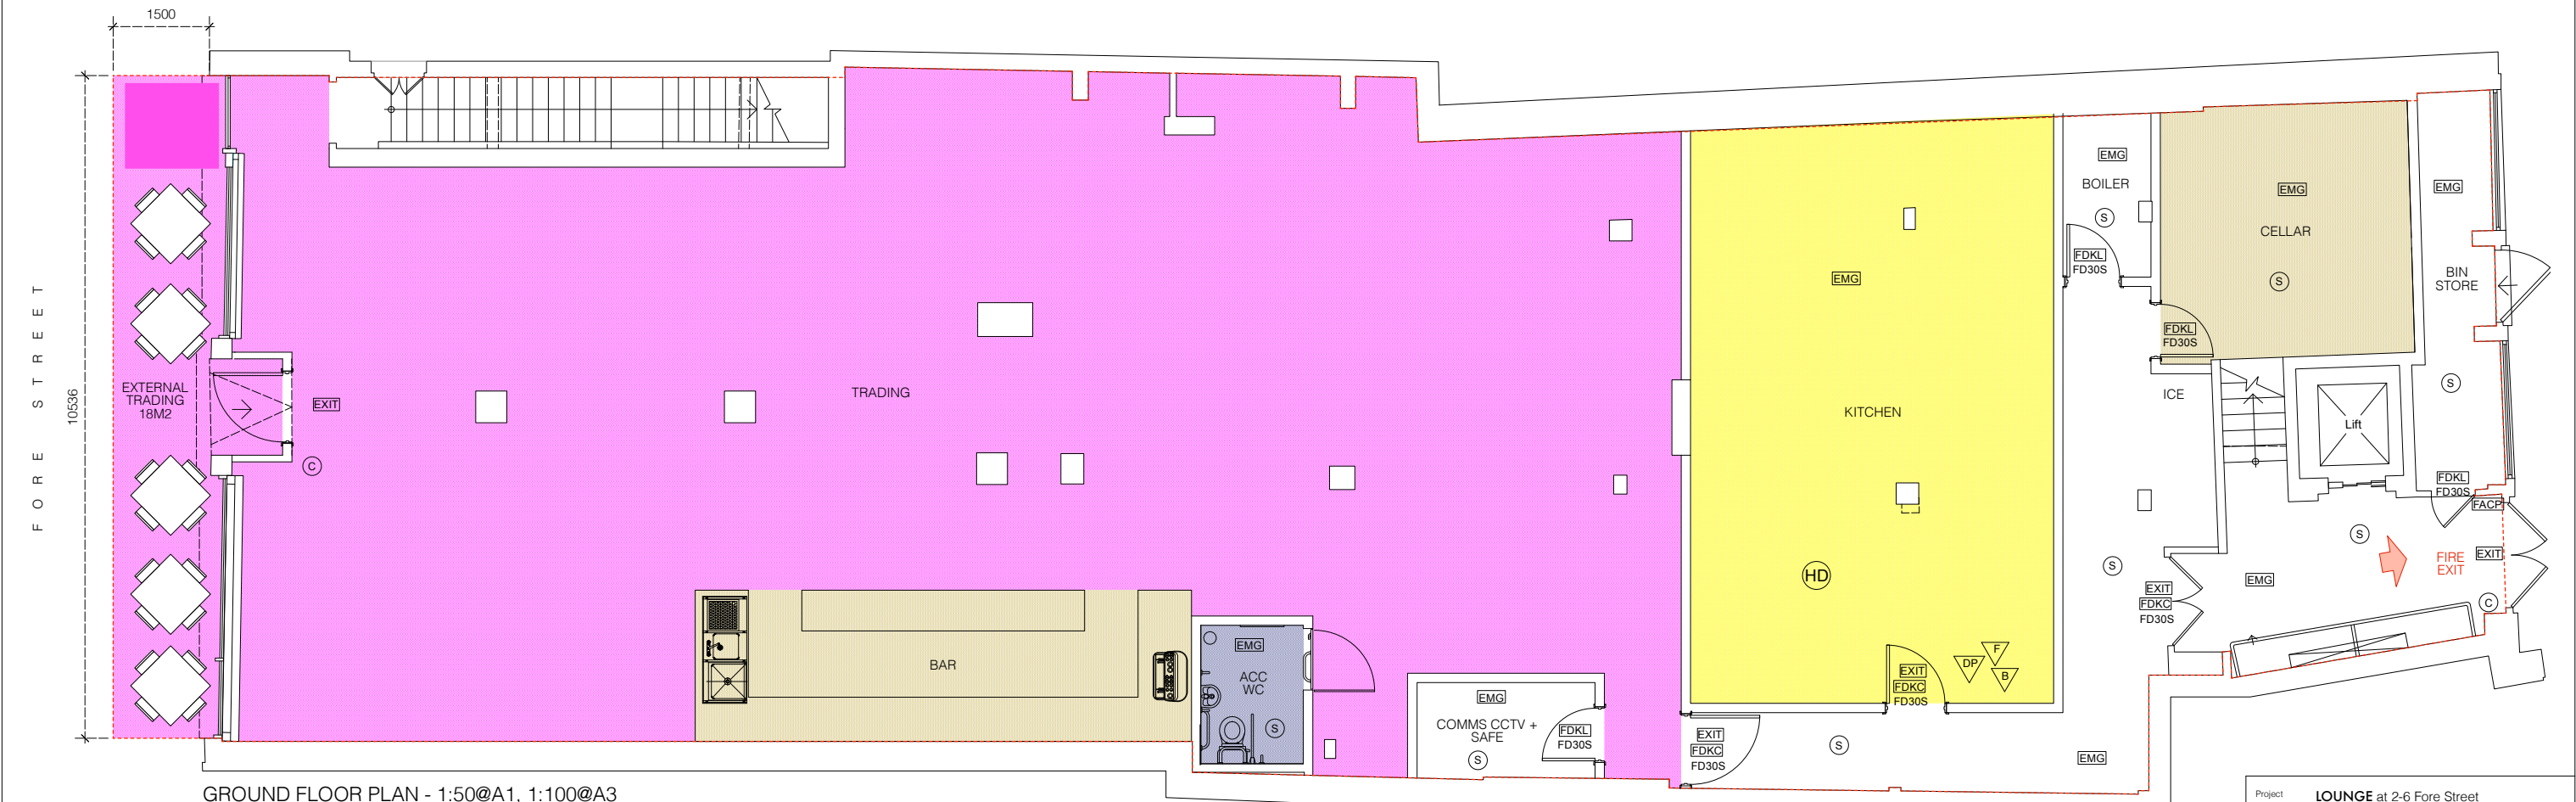 1500
10536
FORE STREET
EXTERNAL
TRADING
18M2
EXIT
C
TRADING
BAR
EMG
ACC
WC
S
EMG
COMMS CCTV +
SAFE
S
FDKL
FD30S
EXIT
FDKC
FD30S
EMG
KITCHEN
HD
EXIT
FDKC
FD30S
DP
F
B
S
EMG
EMG
BOILER
S
FDKL
FD30S
EMG
CELLAR
S
FDKL
FD30S
ICE
S
Lift
EMG
BIN
STORE
S
FDKL
FD30S
FACP
S
FIRE
EXIT
EXIT
C
EMG
EXIT
FDKC
FD30S
GROUND FLOOR PLAN - 1:50@A1, 1:100@A3
Project LOUNGE at 2-6 Fore Street